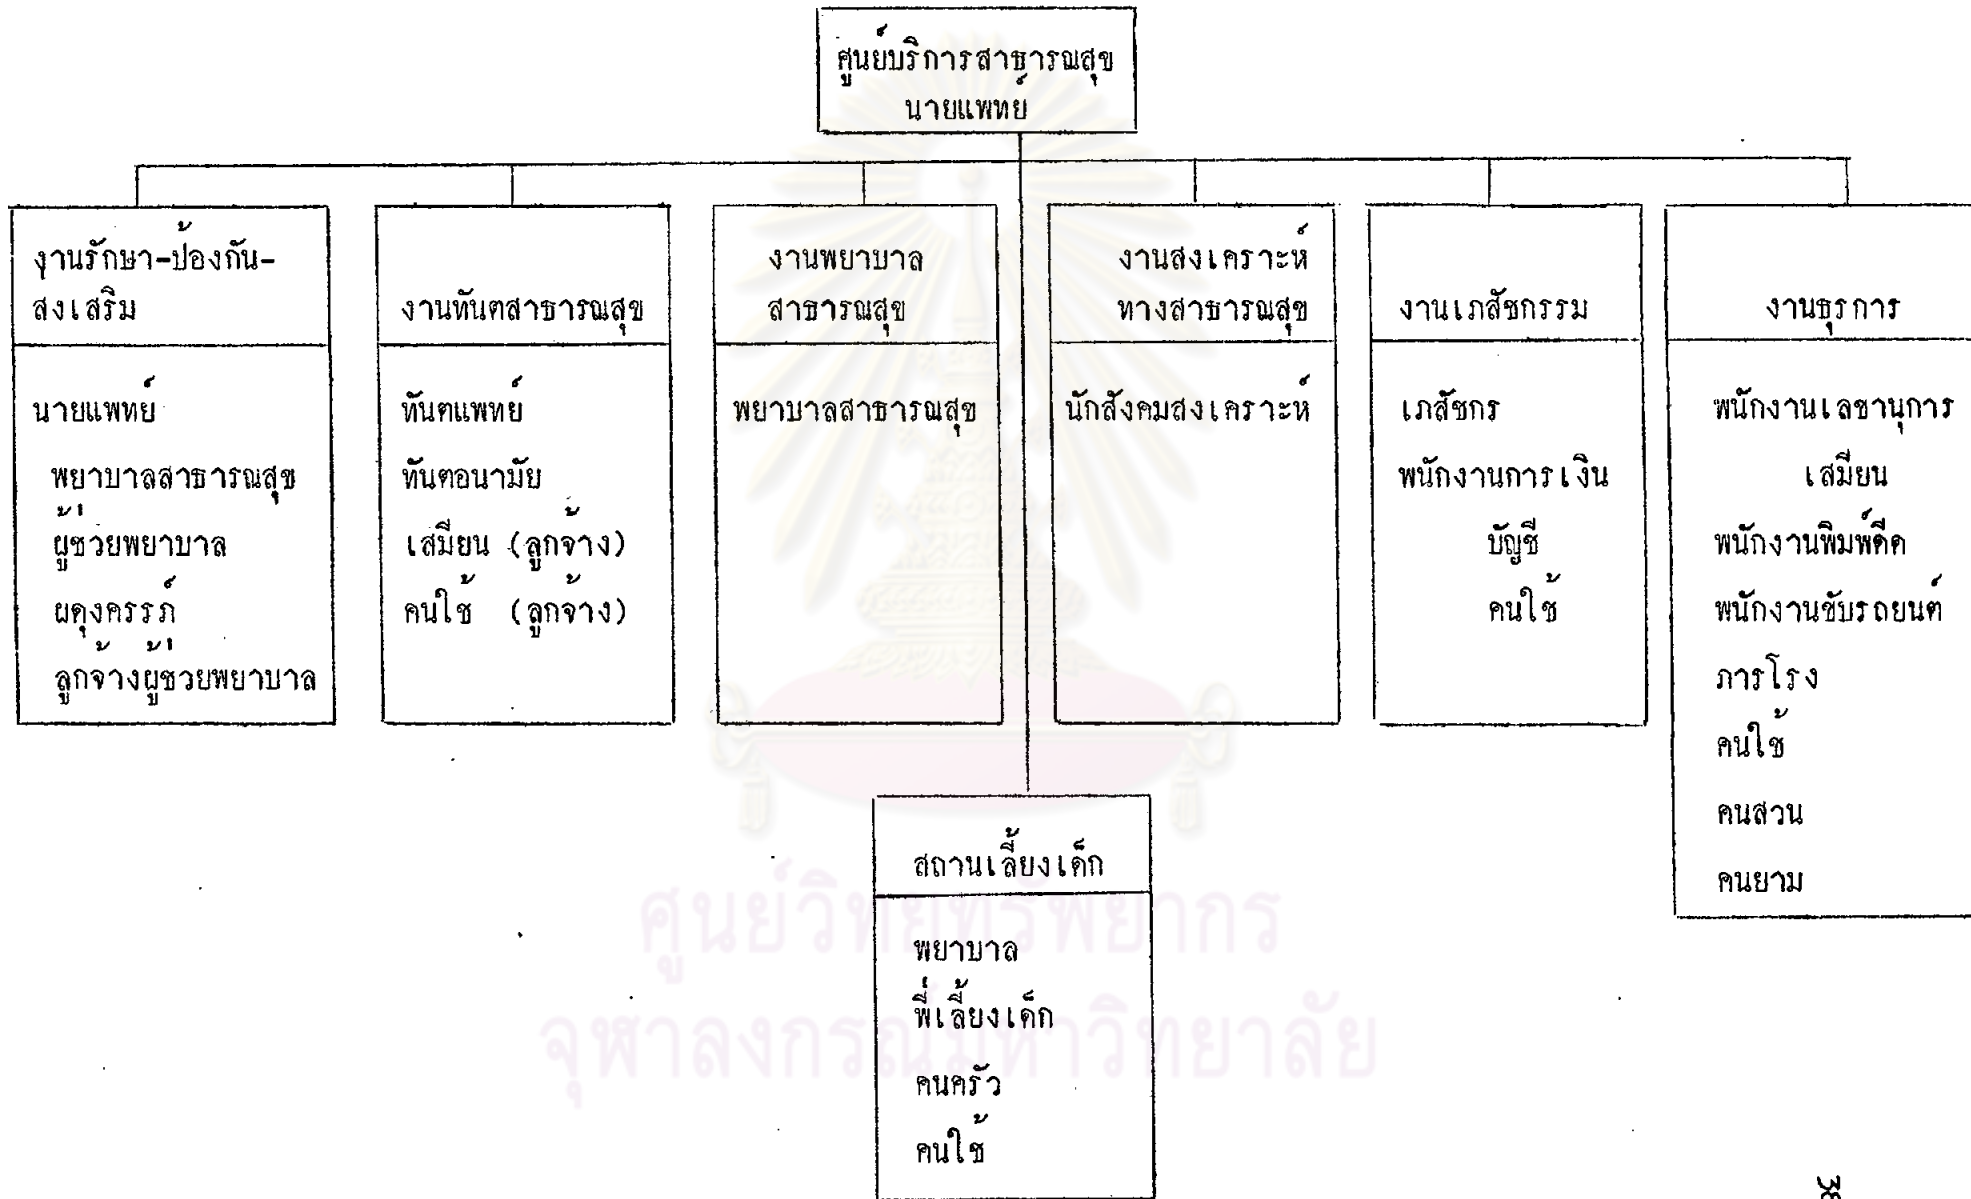 ศูนย์บริการสาธารณสุข
นายแพทย์
งานรักษา-ป้องกัน-
สงเสริม
นายแพทย์
พยาบาลสาธารณสุข
ผู้ช่วยพยาบาล
ผดุงครรภ์
ลูกจ้างผู้ช่วยพยาบาล
งานทันตสาธารณสุข
ทันตแพทย์
ทันตอนามัย
เสมียน (ลูกจ้าง)
คนใช้ (ลูกจ้าง)
งานพยาบาล
สาธารณสุข
พยาบาลสาธารณสุข
งานสงเคราะห์
ทางสาธารณสุข
นักสังคมสงเคราะห์
งานเภสัชกรรม
เภสัชกร
พนักงานการเงิน
บัญชี
คนใช้
งานธุรการ
พนักงานเลขานุการ
เสมียน
พนักงานพิมพ์ดีด
พนักงานขับรถยนต์
ภารโรง
คนใช้
คนสวน
คนยาม
สถานเลี้ยงเด็ก
พยาบาล
พี่เลี้ยงเด็ก
คนครัว
คนใช้
ศูนย์วิทยทรัพยากร
จุฬาลงกรณ์มหาวิทยาลัย